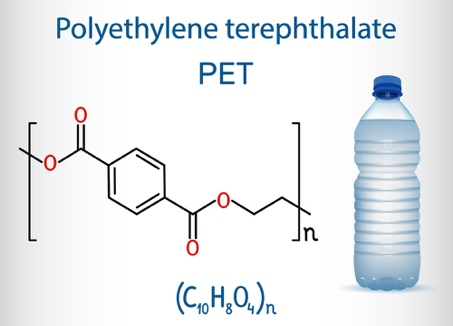 Polyethylene terephthalate
PET
O
O
O
O
n
(C₁₀H₈O₄)n